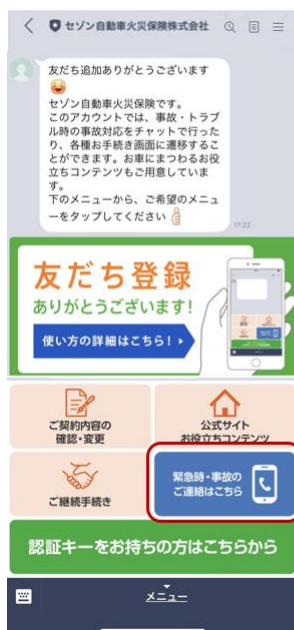 セゾン自動車火災保険株式会社
友だち追加ありがとうございます
セゾン自動車火災保険です。
このアカウントでは、事故・トラブ
ル時の事故対応をチャットで行った
り、各種お手続き画面に遷移するこ
とができます。お車にまつわるお役
立ちコンテンツもご用意していま
す。
下のメニューから、ご希望のメニュ
ーをタップしてください
17:22
友だち登録
ありがとうございます!
使い方の詳細はこちら!
ご契約内容の
確認・変更
公式サイト
お役立ちコンテンツ
ご継続手続き
緊急時・事故の
ご連絡はこちら
認証キーをお持ちの方はこちらから
メニュー